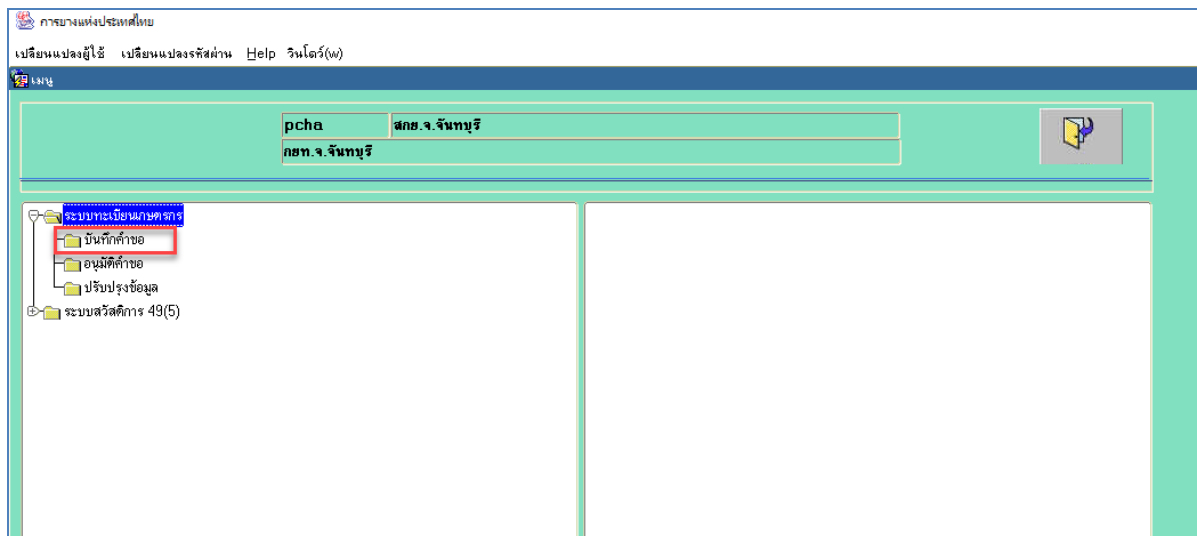 การยางแห่งประเทศไทย
เปลี่ยนแปลงผู้ใช้ เปลี่ยนแปลงรหัสผ่าน Help วินโดว์(w)
เมนู
pcha สกย.จ.จันทบุรี
กยท.จ.จันทบุรี
ระบบทะเบียนเกษตรกร
บันทึกคำขอ
อนุมัติคำขอ
ปรับปรุงข้อมูล
ระบบสวัสดิการ 49(5)